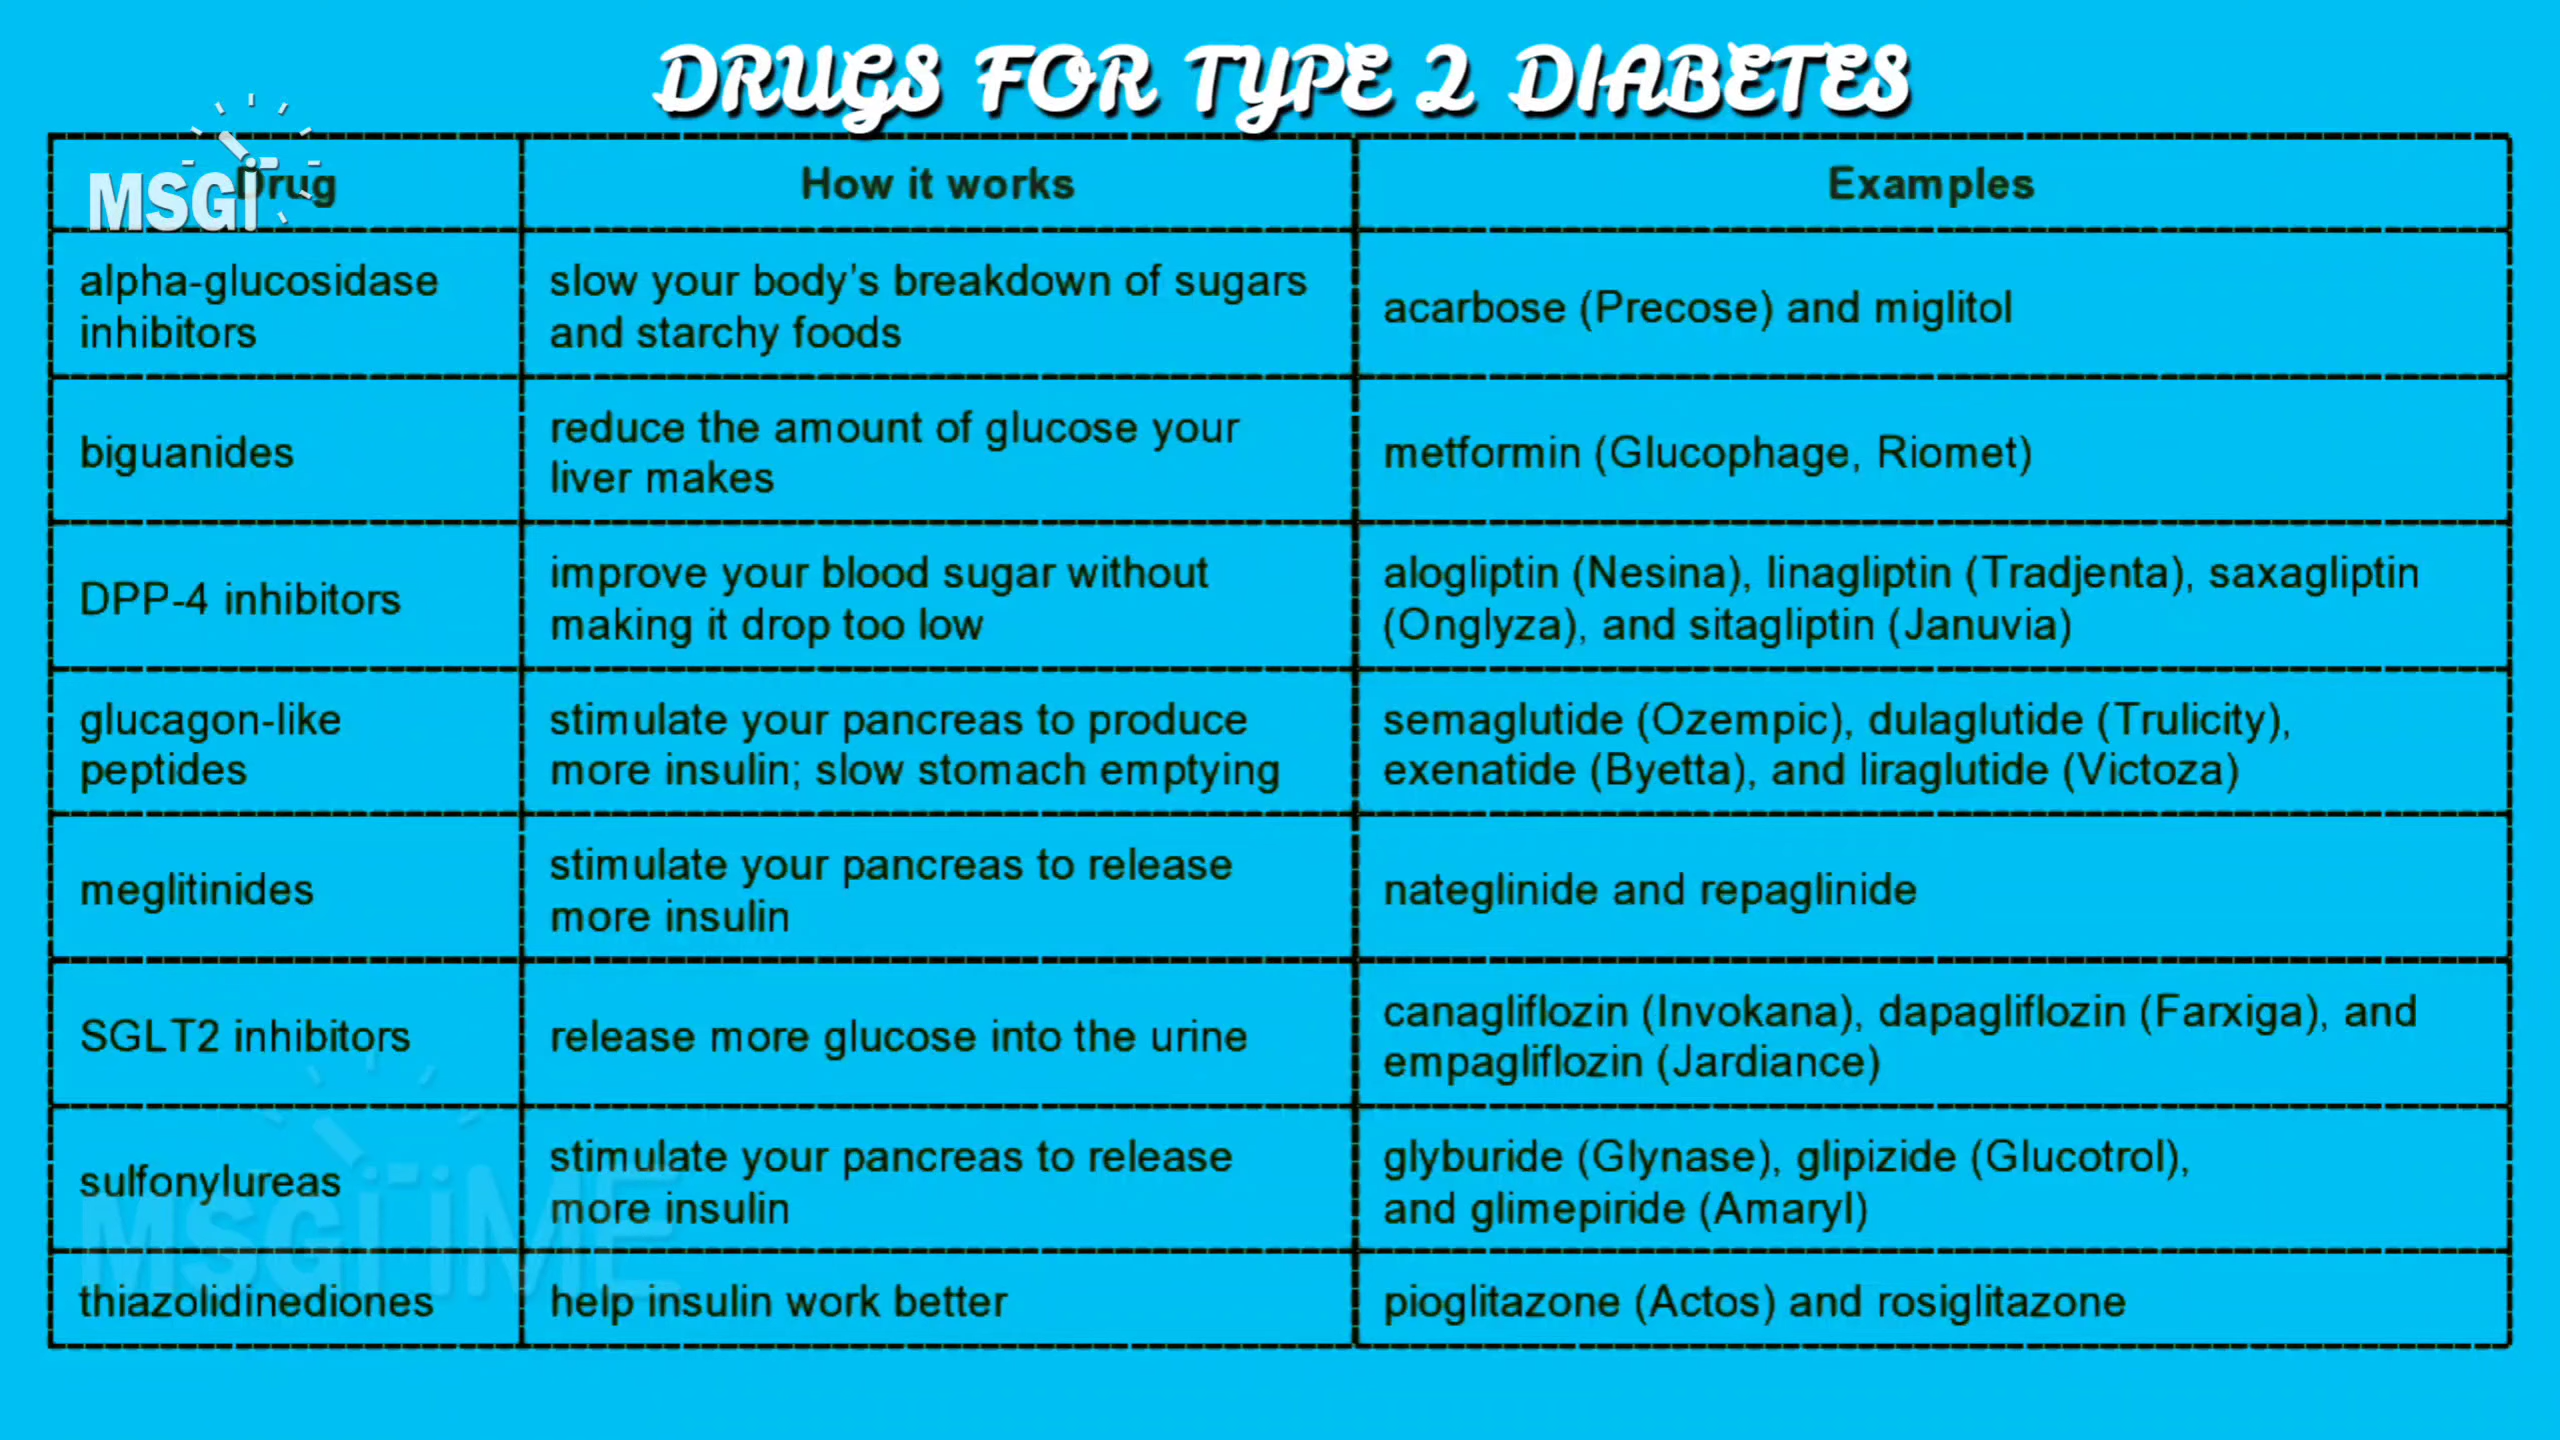 DRUGS FOR TYPE 2 DIABETES
MSGi
Drug
How it works
Examples
alpha-glucosidase
inhibitors
slow your body’s breakdown of sugars
and starchy foods
acarbose (Precose) and miglitol
biguanides
reduce the amount of glucose your
liver makes
metformin (Glucophage, Riomet)
DPP-4 inhibitors
improve your blood sugar without
making it drop too low
alogliptin (Nesina), linagliptin (Tradjenta), saxagliptin
(Onglyza), and sitagliptin (Januvia)
glucagon-like
peptides
stimulate your pancreas to produce
more insulin; slow stomach emptying
semaglutide (Ozempic), dulaglutide (Trulicity),
exenatide (Byetta), and liraglutide (Victoza)
meglitinides
stimulate your pancreas to release
more insulin
nateglinide and repaglinide
SGLT2 inhibitors
release more glucose into the urine
canagliflozin (Invokana), dapagliflozin (Farxiga), and
empagliflozin (Jardiance)
sulfonylureas
stimulate your pancreas to release
more insulin
glyburide (Glynase), glipizide (Glucotrol),
and glimepiride (Amaryl)
MSGiTiME
thiazolidinediones
help insulin work better
pioglitazone (Actos) and rosiglitazone